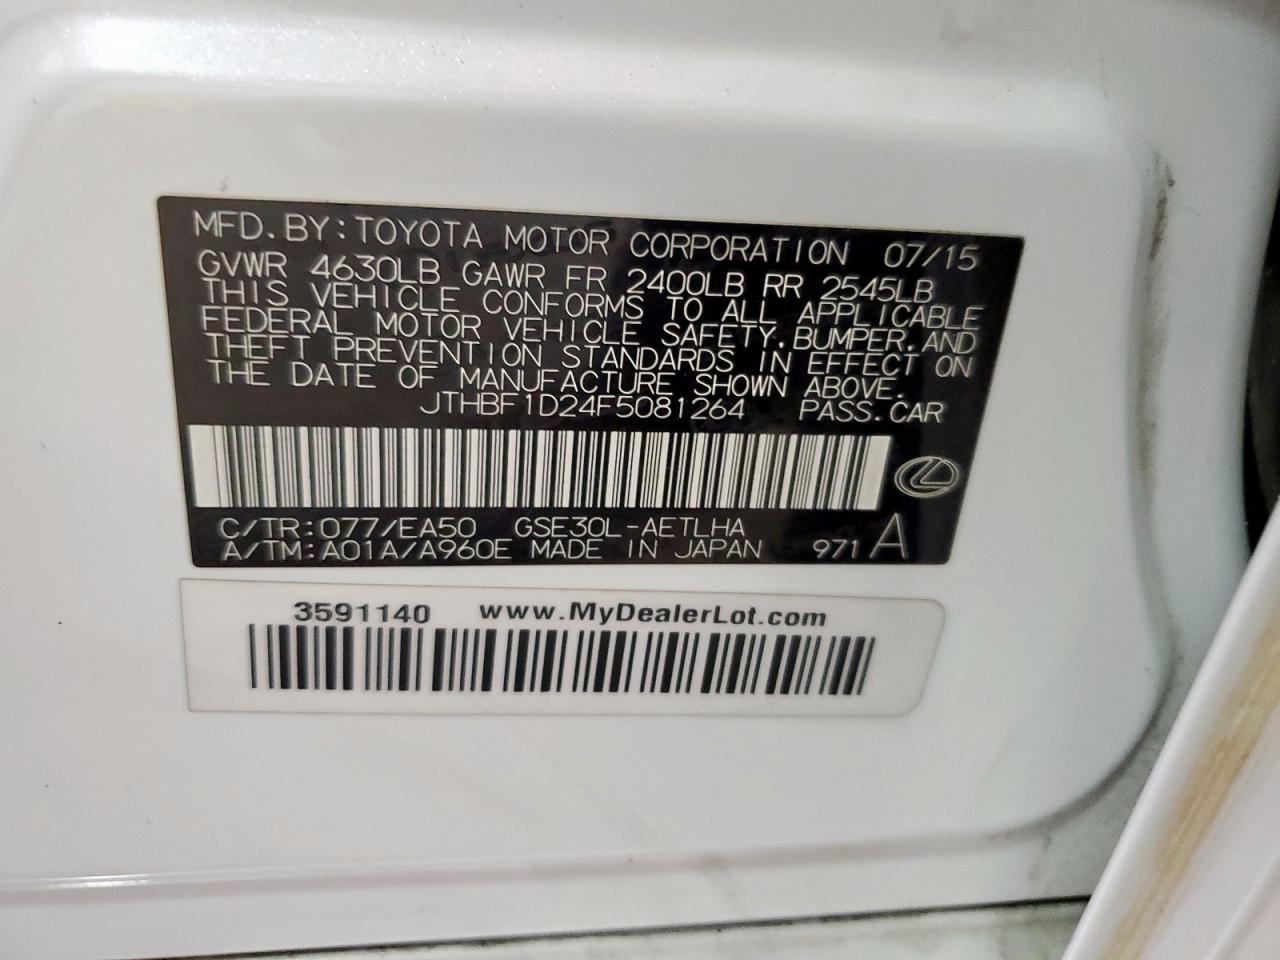 MFD.BY:TOYOTA MOTOR CORPORATION 07/15
GVWR 4630LB GAWR FR 2400LB RR 2545LB
THIS VEHICLE CONFORMS TO ALL APPLICABLE
FEDERAL MOTOR VEHICLE SAFETY,BUMPER,AND
THEFT PREVENTION STANDARDS IN EFFECT ON
THE DATE OF MANUFACTURE SHOWN ABOVE.
JTHBF1D24F5081264 PASS.CAR
C/TR:077/EA50 GSE30L-AETLHA
A/TM:A01A/A960E MADE IN JAPAN 971 A
3591140 www.MyDealerLot.com